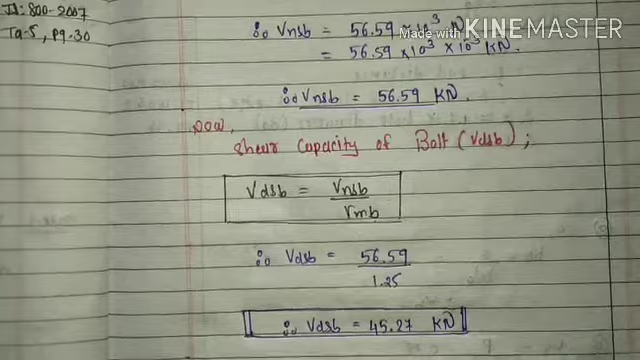 IS: 800-2007
Ta-5, Pg-30
∴ Vnsb = 56.59 × 10³ N
= 56.59 × 10³ × 10³ KN.
∴ Vnsb = 56.59 KN.
now,
shear Capacity of Bolt (Vdsb);
Vdsb = Vnsb / γmb
∴ Vdsb = 56.59 / 1.25
∴ Vdsb = 45.27 KN
Made with KINEMASTER